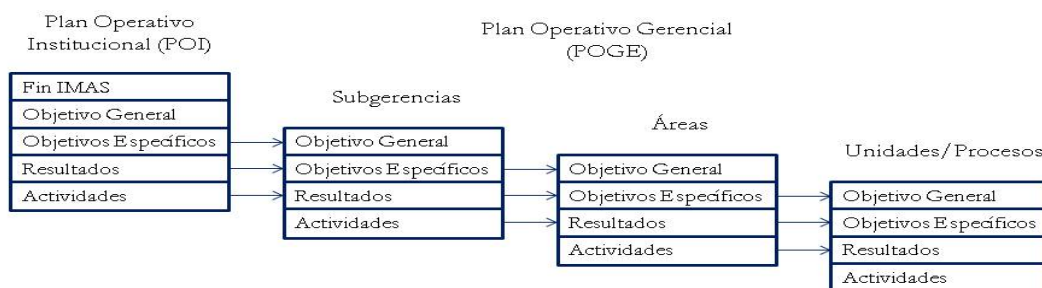 Plan Operativo
Institucional (POI)
Plan Operativo Gerencial
(POGE)
Fin IMAS
Objetivo General
Objetivos Específicos
Resultados
Actividades
Subgerencias
Objetivo General
Objetivos Específicos
Resultados
Actividades
Áreas
Objetivo General
Objetivos Específicos
Resultados
Actividades
Unidades/Procesos
Objetivo General
Objetivos Específicos
Resultados
Actividades